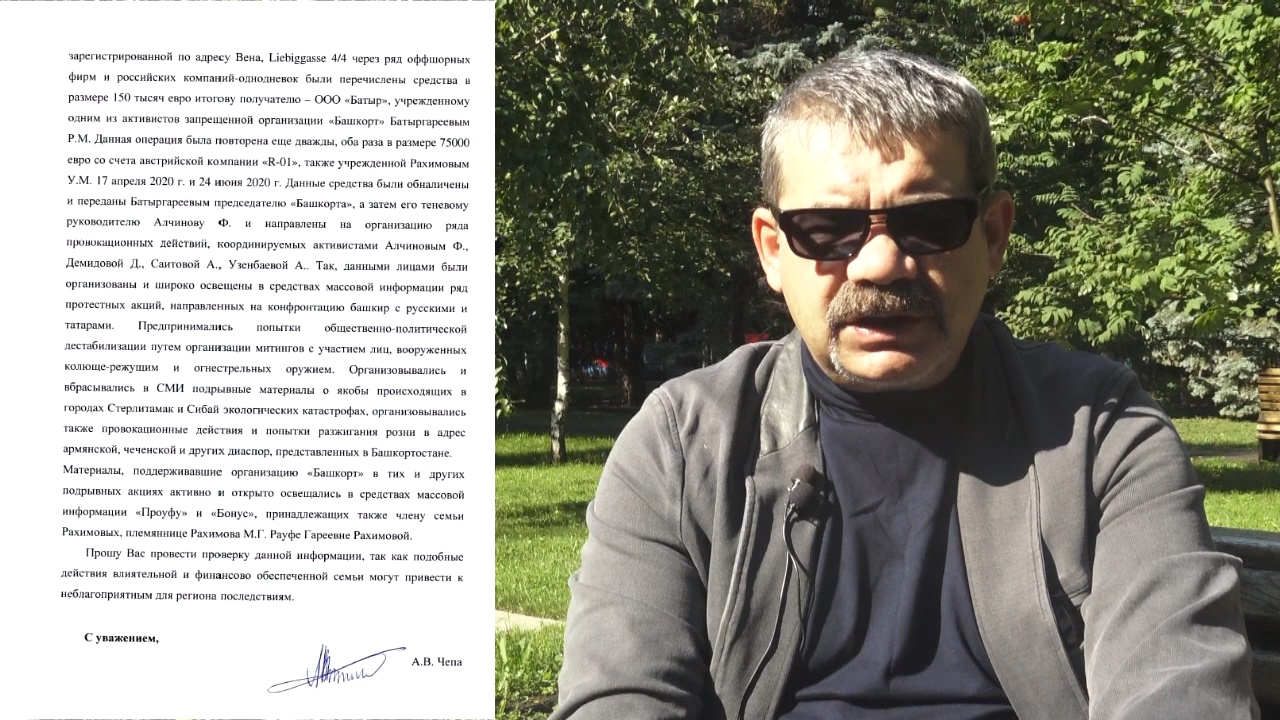 зарегистрированной по адресу Вена, Liebiggasse 4/4 через ряд оффшорных
фирм и российских компаний-однодневок были перечислены средства в
размере 150 тысяч евро итогову получателю – ООО «Батыр», учрежденному
одним из активистов запрещенной организации «Башкорт» Батыргареевым
Р.М. Данная операция была повторена еще дважды, оба раза в размере 75000
евро со счета австрийской компании «R-01», также учрежденной Рахимовым
У.М. 17 апреля 2020 г. и 24 июня 2020 г. Данные средства были обналичены
и переданы Батыргареевым председателю «Башкорта», а затем его теневому
руководителю Алчинову Ф. и направлены на организацию ряда
провокационных действий, координируемых активистами Алчиновым Ф.,
Демидовой Д., Саитовой А., Узенбаевой А.. Так, данными лицами были
организованы и широко освещены в средствах массовой информации ряд
протестных акций, направленных на конфронтацию башкир с русскими и
татарами. Предпринимались попытки общественно-политической
дестабилизации путем организации митингов с участием лиц, вооруженных
колюще-режущим и огнестрельных оружием. Организовывались и
вбрасывались в СМИ подрывные материалы о якобы происходящих в
городах Стерлитамак и Сибай экологических катастрофах, организовывались
также провокационные действия и попытки разжигания розни в адрес
армянской, чеченской и других диаспор, представленных в Башкортостане.
Материалы, поддерживавшие организацию «Башкорт» в тих и других
подрывных акциях активно и открыто освещались в средствах массовой
информации «Проуфу» и «Бонус», принадлежащих также члену семьи
Рахимовых, племяннице Рахимова М.Г. Рауфе Гареевне Рахимовой.
Прошу Вас провести проверку данной информации, так как подобные
действия влиятельной и финансово обеспеченной семьи могут привести к
неблагоприятным для региона последствиям.
С уважением,
А.В. Чепа